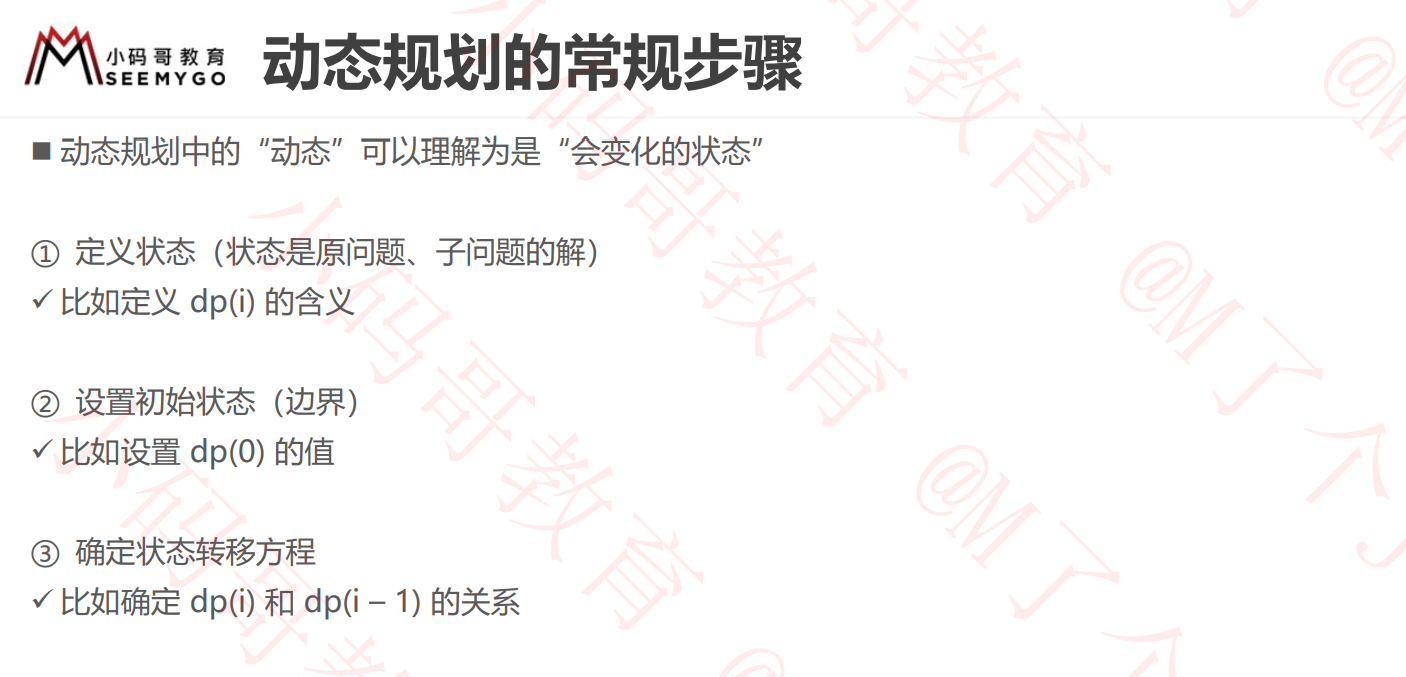 小码哥教育
SEEMYGO
动态规划的常规步骤
■ 动态规划中的“动态”可以理解为是“会变化的状态”
① 定义状态（状态是原问题、子问题的解）
✓ 比如定义 dp(i) 的含义
② 设置初始状态（边界）
✓ 比如设置 dp(0) 的值
③ 确定状态转移方程
✓ 比如确定 dp(i) 和 dp(i – 1) 的关系
小码哥教育 @M了个J